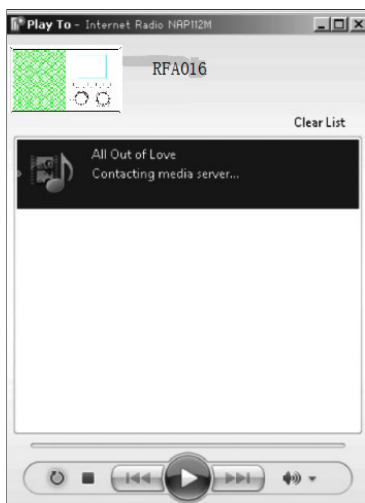 Play To - Internet Radio NAP112M
RFA016
Clear List
All Out of Love
Contacting media server...